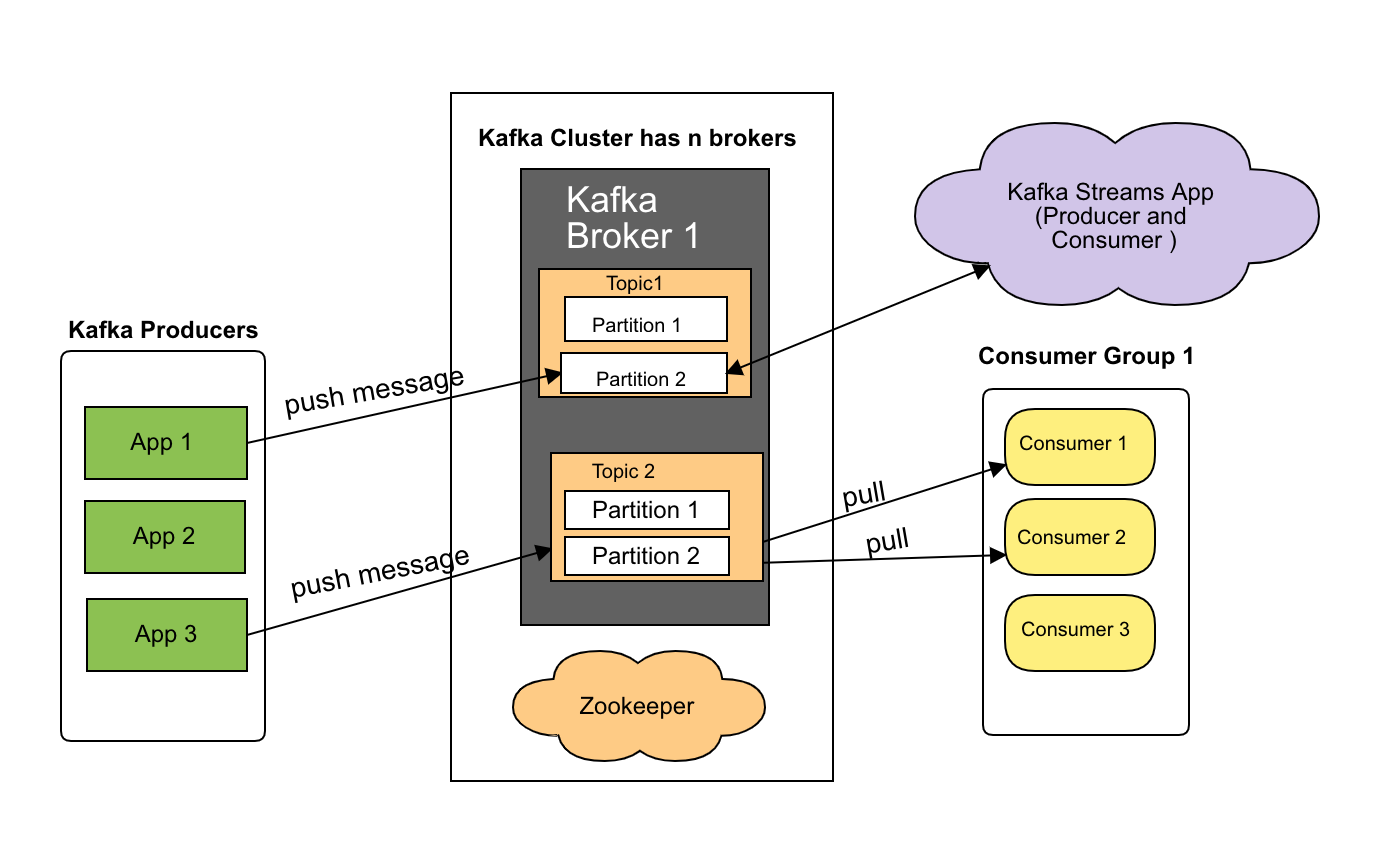 Kafka Cluster has n brokers
Kafka
Broker 1
Topic1
Partition 1
Partition 2
Topic 2
Partition 1
Partition 2
Zookeeper
Kafka Producers
App 1
App 2
App 3
push message
push message
Kafka Streams App
(Producer and
Consumer )
Consumer Group 1
Consumer 1
Consumer 2
Consumer 3
pull
pull